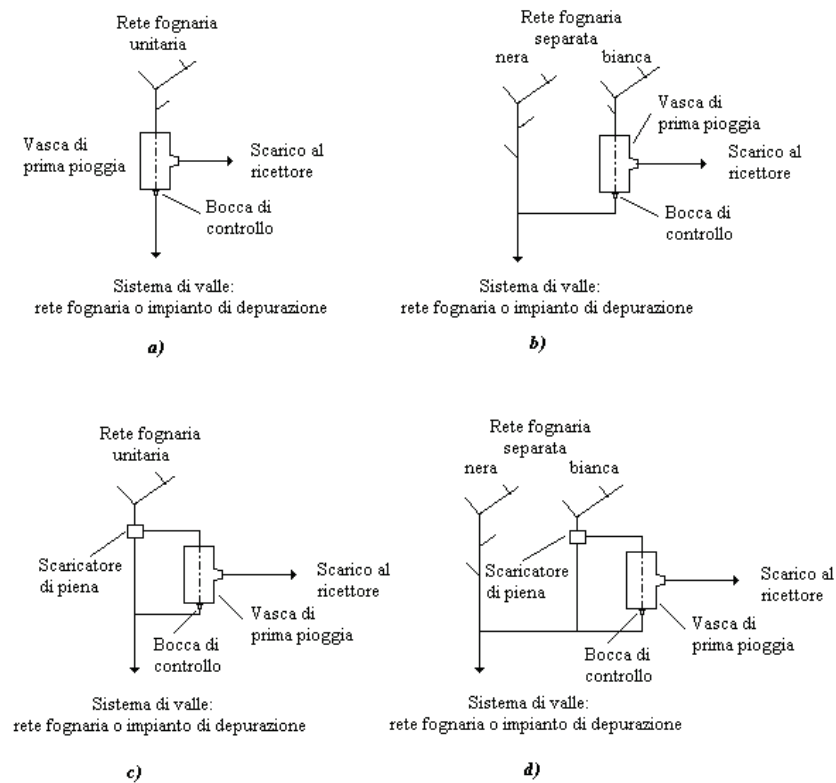 Rete fognaria
unitaria
Vasca di
prima pioggia
Scarico al
ricettore
Bocca di
controllo
Sistema di valle:
rete fognaria o impianto di depurazione
a)
Rete fognaria
separata
nera
bianca
Vasca di
prima pioggia
Scarico al
ricettore
Bocca di
controllo
Sistema di valle:
rete fognaria o impianto di depurazione
b)
Rete fognaria
unitaria
Scaricatore
di piena
Scarico al
ricettore
Vasca di
prima pioggia
Bocca di
controllo
Sistema di valle:
rete fognaria o impianto di depurazione
c)
Rete fognaria
separata
nera
bianca
Scaricatore
di piena
Scarico al
ricettore
Vasca di
prima pioggia
Bocca di
controllo
Sistema di valle:
rete fognaria o impianto di depurazione
d)